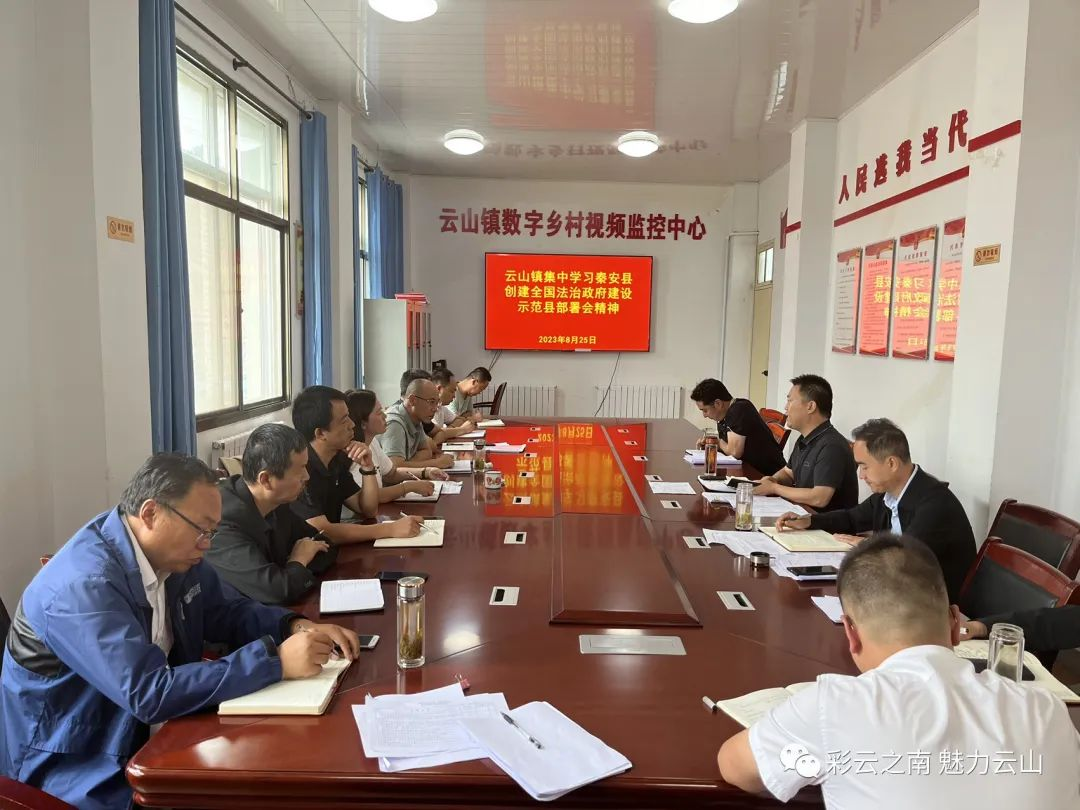 云山镇数字乡村视频监控中心
云山镇集中学习秦安县
创建全国法治政府建设
示范县部署会精神
2023年8月25日
人民选我当代
彩云之南 魅力云山